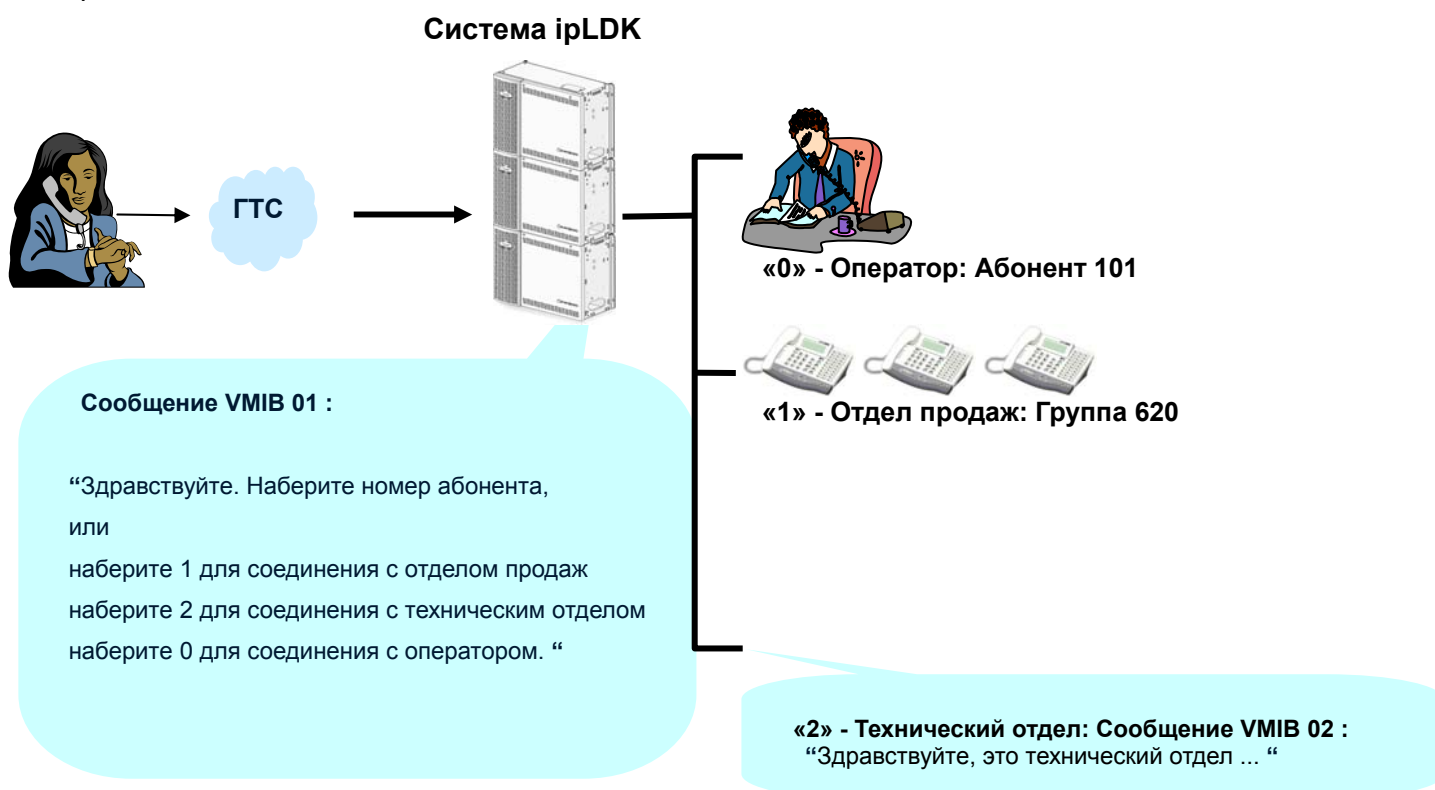 Система ipLDK
ГТС
«0» - Оператор: Абонент 101
«1» - Отдел продаж: Группа 620
Сообщение VMIB 01 :
“Здравствуйте. Наберите номер абонента,
или
наберите 1 для соединения с отделом продаж
наберите 2 для соединения с техническим отделом
наберите 0 для соединения с оператором. “
«2» - Технический отдел: Сообщение VMIB 02 :
“Здравствуйте, это технический отдел ... “